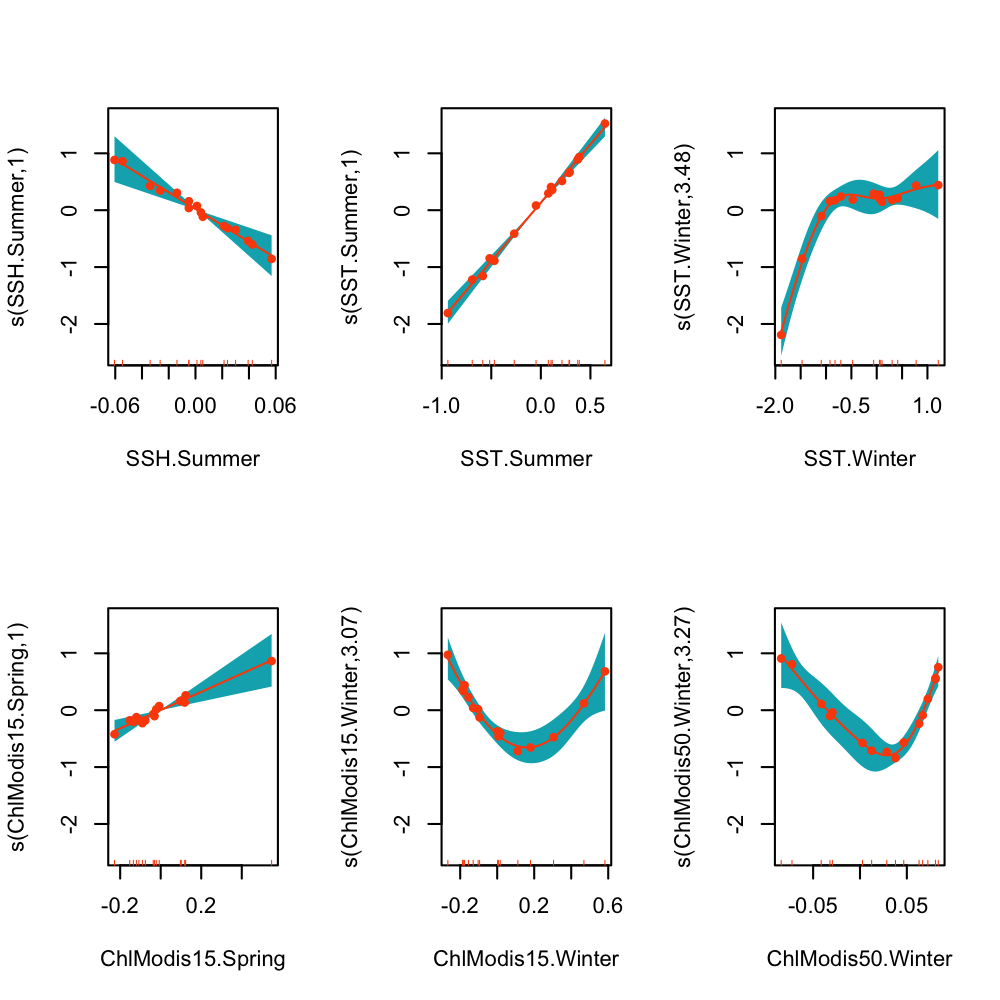 s(SSH.Summer,1)
1
0
-1
-2
-0.06 0.00 0.06
SSH.Summer
s(SST.Summer,1)
1
0
-1
-2
-1.0 0.0 0.5
SST.Summer
s(SST.Winter,3.48)
1
0
-1
-2
-2.0 -0.5 1.0
SST.Winter
s(ChlModis15.Spring,1)
1
0
-1
-2
-0.2 0.2
ChlModis15.Spring
s(ChlModis15.Winter,3.07)
1
0
-1
-2
-0.2 0.2 0.6
ChlModis15.Winter
s(ChlModis50.Winter,3.27)
1
0
-1
-2
-0.05 0.05
ChlModis50.Winter